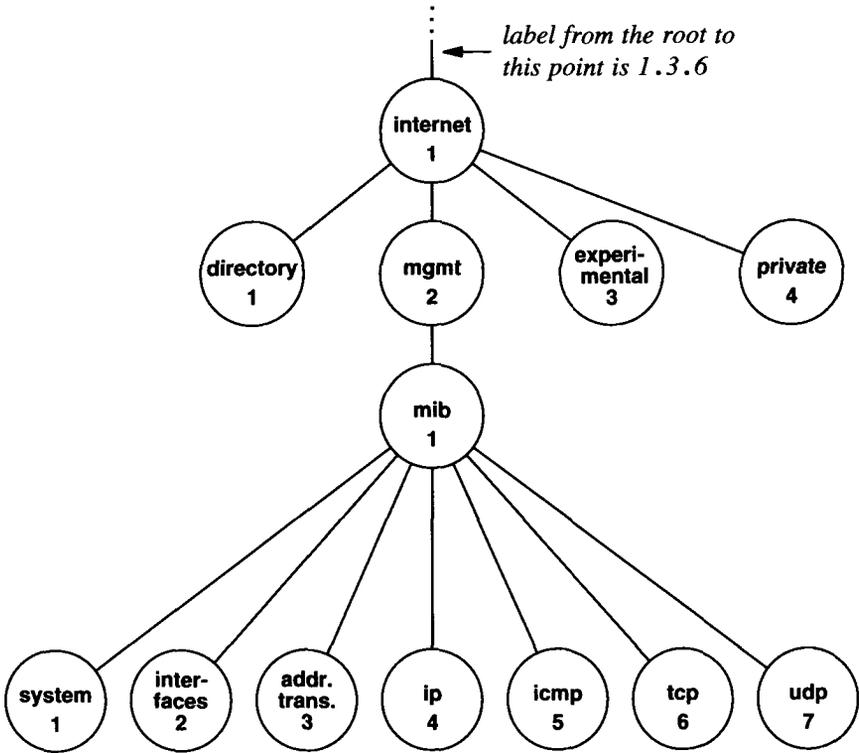 label from the root to
this point is 1.3.6
internet
1
directory
1
mgmt
2
experi-
mental
3
private
4
mib
1
system
1
inter-
faces
2
addr.
trans.
3
ip
4
icmp
5
tcp
6
udp
7